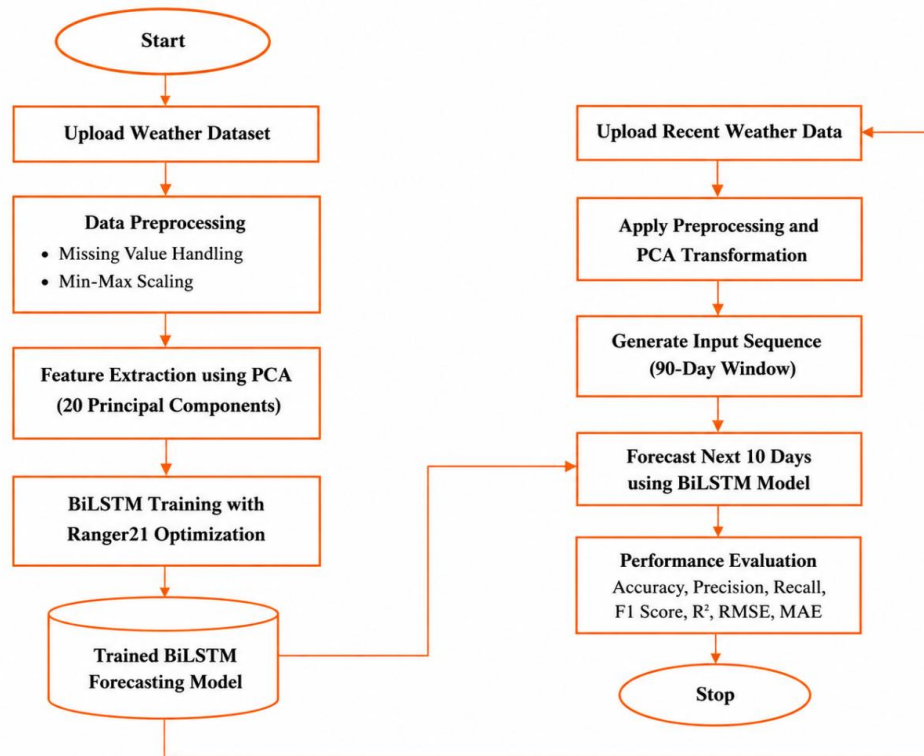 Start
Upload Weather Dataset
Data Preprocessing
• Missing Value Handling
• Min-Max Scaling
Feature Extraction using PCA
(20 Principal Components)
BiLSTM Training with
Ranger21 Optimization
Trained BiLSTM
Forecasting Model
Upload Recent Weather Data
Apply Preprocessing and
PCA Transformation
Generate Input Sequence
(90-Day Window)
Forecast Next 10 Days
using BiLSTM Model
Performance Evaluation
Accuracy, Precision, Recall,
F1 Score, R², RMSE, MAE
Stop